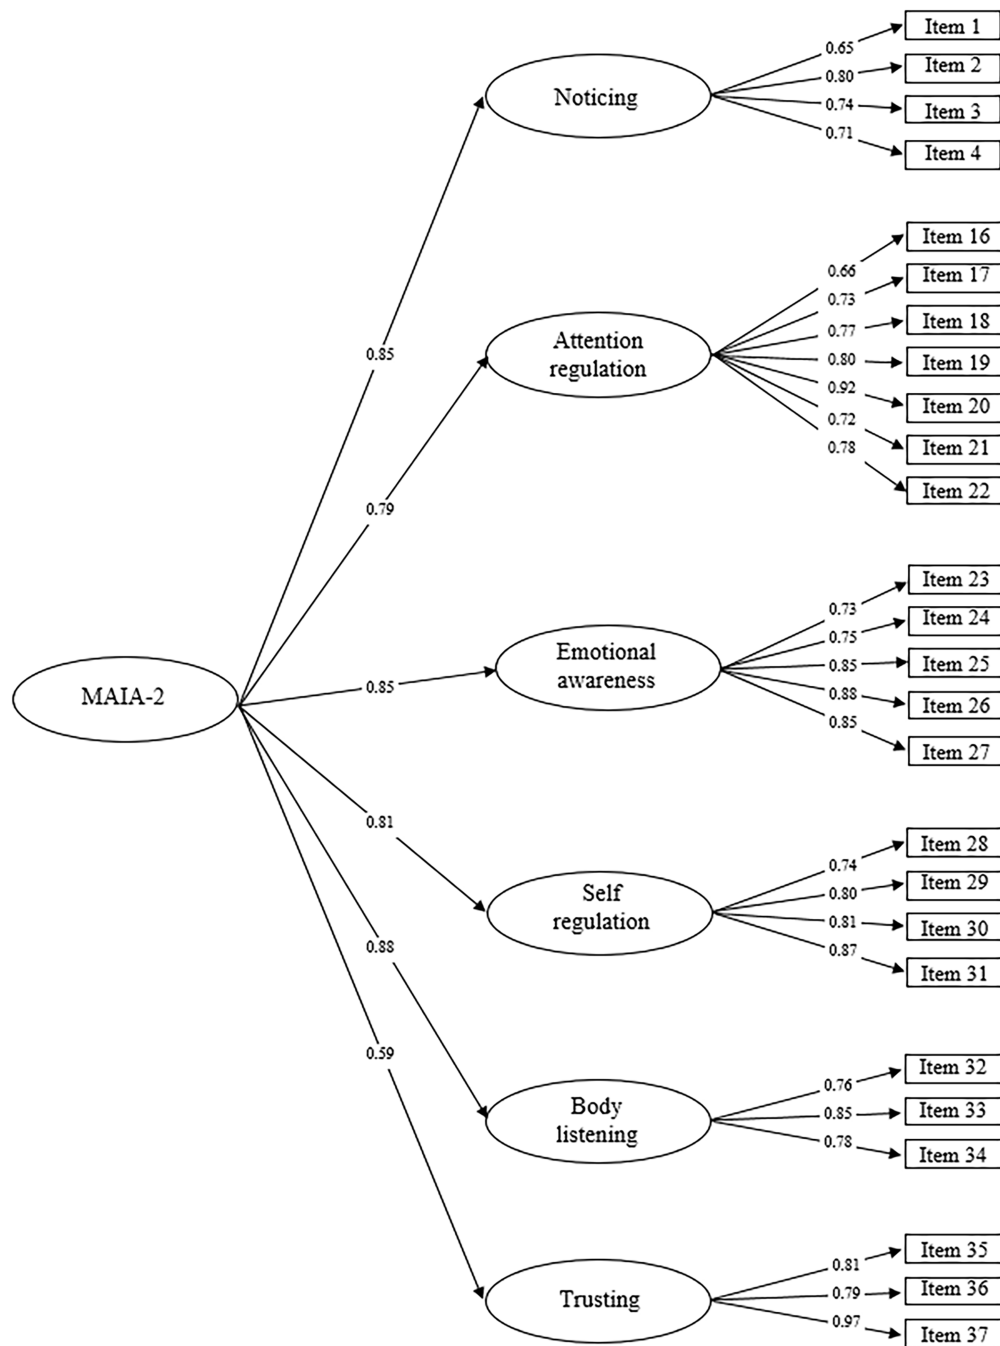 Item 1
0.65
Item 2
0.80
Noticing
0.74
Item 3
0.71
Item 4
Item 16
0.66
Item 17
0.73
Item 18
0.77
Attention
regulation
0.80
Item 19
0.92
Item 20
0.72
Item 21
0.78
Item 22
0.85
0.79
Item 23
0.73
Item 24
0.75
Emotional
awareness
0.85
Item 25
0.88
Item 26
0.85
Item 27
MAIA-2
0.85
0.81
Item 28
0.74
Item 29
0.80
Self
regulation
0.81
Item 30
0.87
Item 31
0.88
0.59
Item 32
0.76
Body
listening
0.85
Item 33
0.78
Item 34
Item 35
0.81
Item 36
0.79
Trusting
0.97
Item 37